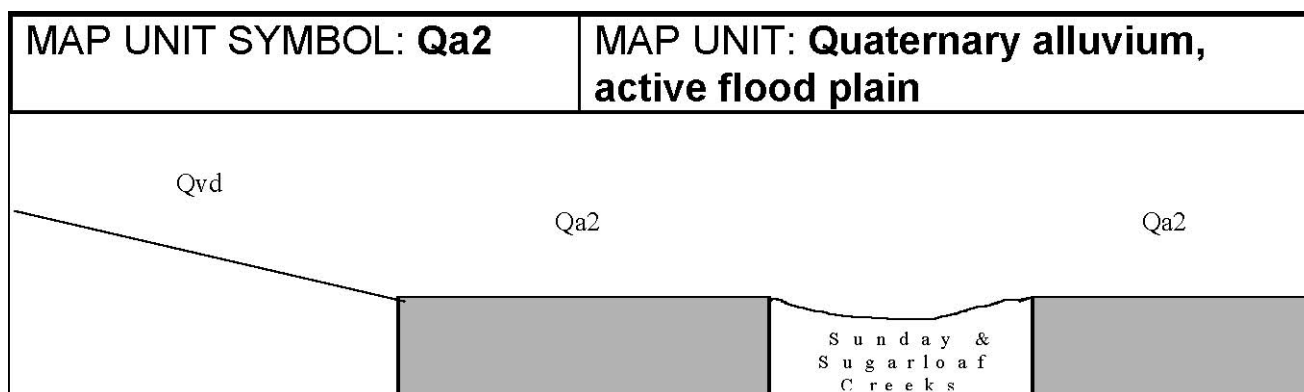 MAP UNIT SYMBOL: Qa2
MAP UNIT: Quaternary alluvium,
active flood plain
Qvd
Qa2
Qa2
Sunday &
Sugarloaf
Creeks